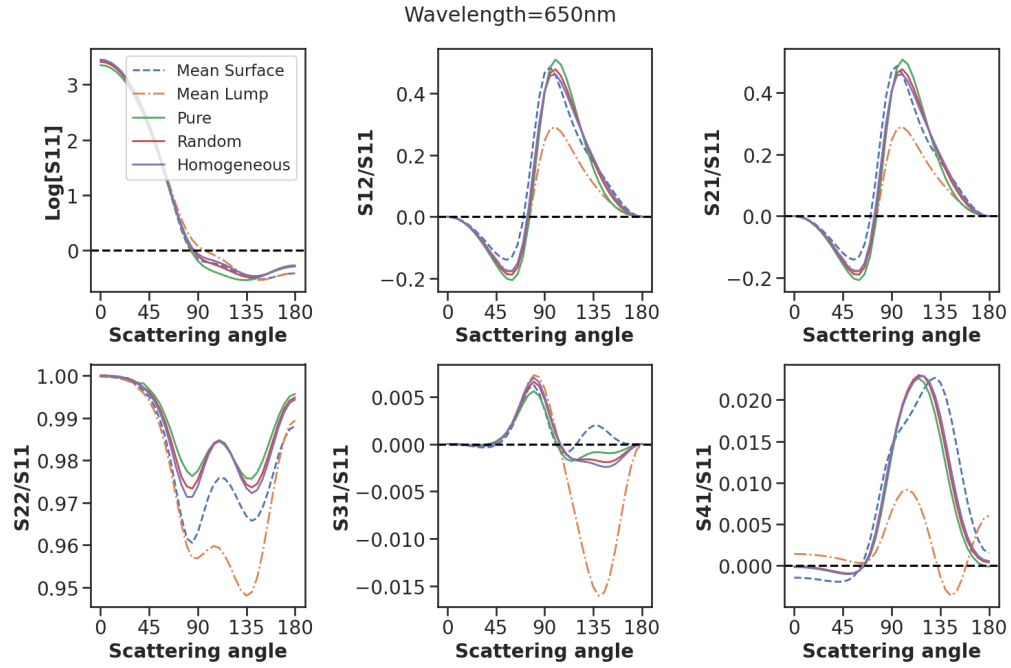 Wavelength=650nm
Log[S11]
3
2
1
0
0 45 90 135 180
Scattering angle
Mean Surface
Mean Lump
Pure
Random
Homogeneous
S12/S11
0.4
0.2
0.0
−0.2
0 45 90 135 180
Sacttering angle
S21/S11
0.4
0.2
0.0
−0.2
0 45 90 135 180
Sacttering angle
S22/S11
1.00
0.99
0.98
0.97
0.96
0.95
0 45 90 135 180
Scattering angle
S31/S11
0.005
0.000
−0.005
−0.010
−0.015
0 45 90 135 180
Scattering angle
S41/S11
0.020
0.015
0.010
0.005
0.000
0 45 90 135 180
Scattering angle